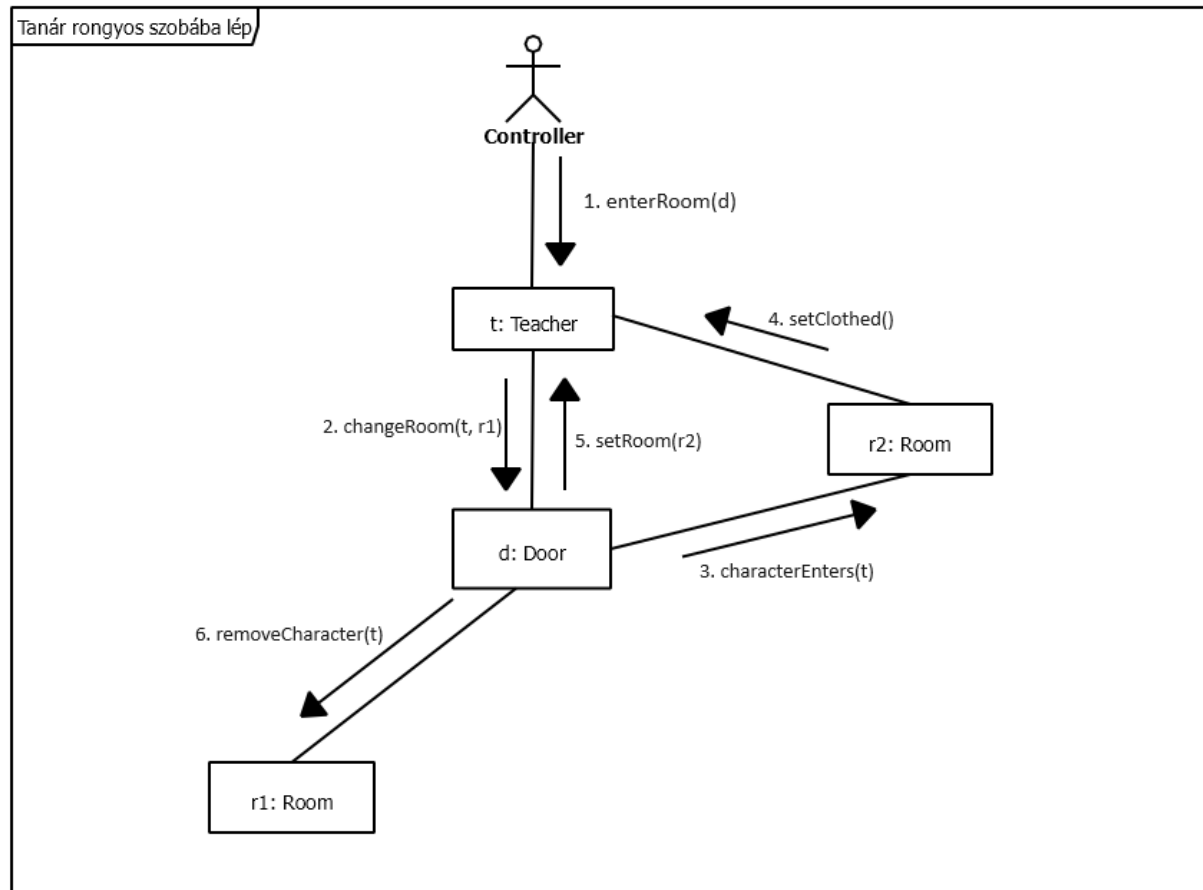 Tanár rongyos szobába lép
Controller
1. enterRoom(d)
t: Teacher
4. setClothed()
2. changeRoom(t, r1)
5. setRoom(r2)
r2: Room
d: Door
3. characterEnters(t)
6. removeCharacter(t)
r1: Room